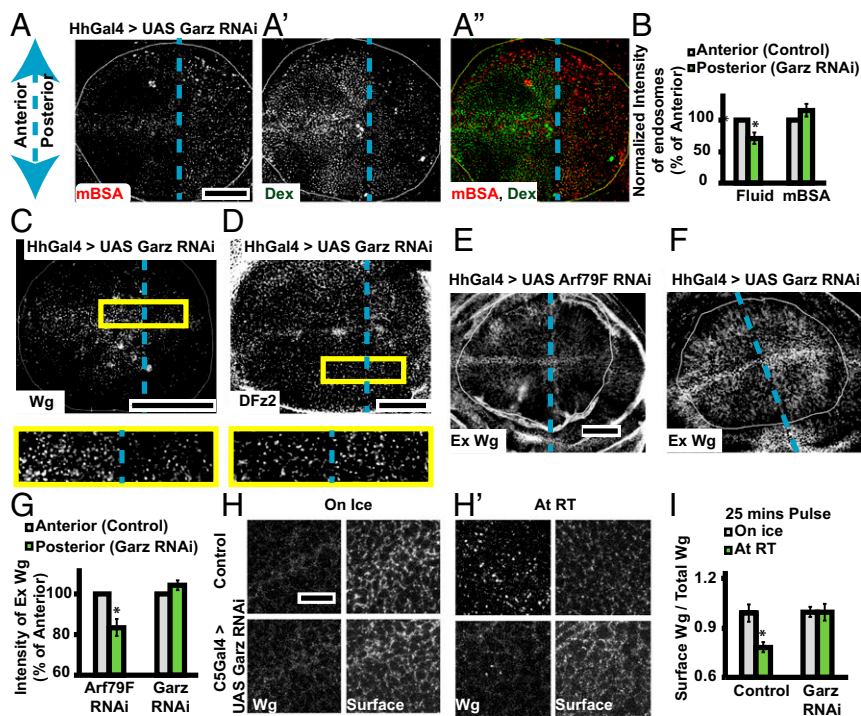 A
HhGal4 > UAS Garz RNAi
A'
A"
B
Anterior
Posterior
mBSA
Dex
mBSA, Dex
Anterior (Control)
Posterior (Garz RNAi)
Normalized Intensity
of endosomes
(% of Anterior)
100
50
0
*
*
Fluid
mBSA
C
HhGal4 > UAS Garz RNAi
Wg
D
HhGal4 > UAS Garz RNAi
DFz2
E
HhGal4 > UAS Arf79F RNAi
Ex Wg
F
HhGal4 > UAS Garz RNAi
Ex Wg
G
Anterior (Control)
Posterior (Garz RNAi)
Intensity of Ex Wg
(% of Anterior)
100
80
60
*
Arf79F
RNAi
Garz
RNAi
H
On Ice
H'
At RT
Control
C5Gal4 >
UAS Garz RNAi
Wg
Surface
Wg
Surface
I
25 mins Pulse
On ice
At RT
Surface Wg / Total Wg
1.2
0.9
0.6
*
Control
Garz
RNAi